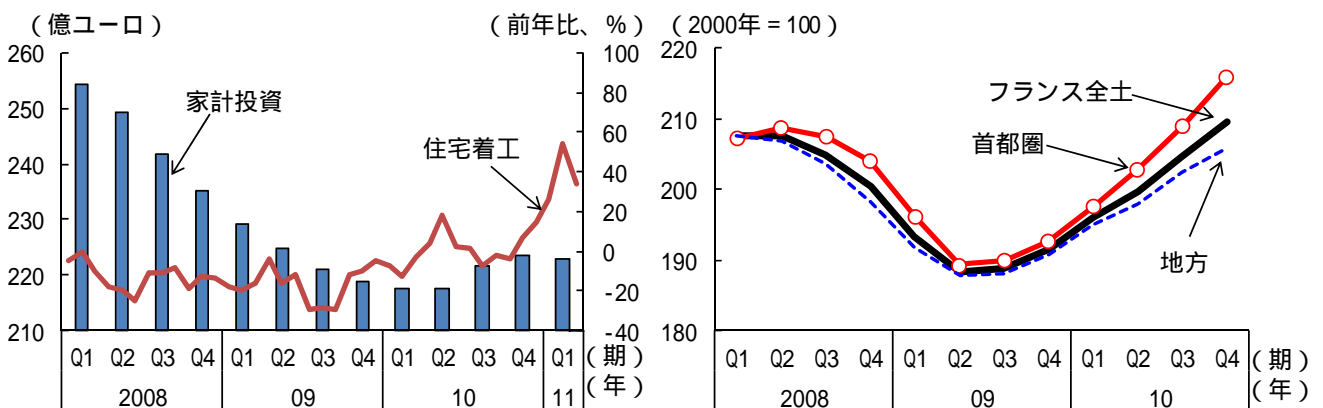 （億ユーロ）
（前年比、％）
260
250
240
230
220
210
100
80
60
40
20
0
-20
-40
家計投資
住宅着工
Q1 Q2 Q3 Q4 Q1 Q2 Q3 Q4 Q1 Q2 Q3 Q4 Q1 （期）
2008 09 10 11 （年）
（2000年＝100）
220
210
200
190
180
フランス全土
首都圏
地方
Q1 Q2 Q3 Q4 Q1 Q2 Q3 Q4 Q1 Q2 Q3 Q4 （期）
2008 09 10 （年）